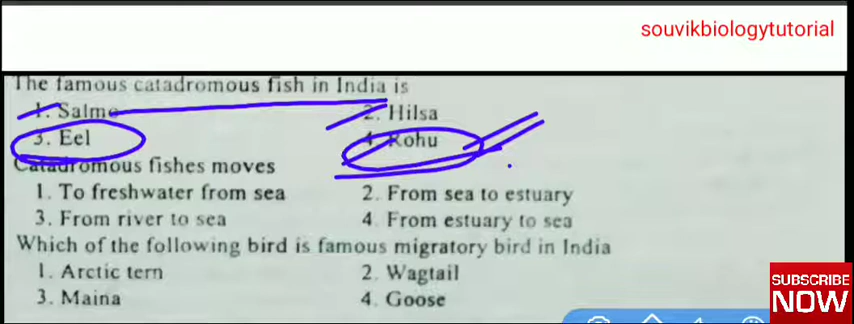 souvikbiologytutorial
The famous catadromous fish in India is
1. Salmo 2. Hilsa
3. Eel 4. Rohu
Catadromous fishes moves
1. To freshwater from sea 2. From sea to estuary
3. From river to sea 4. From estuary to sea
Which of the following bird is famous migratory bird in India
1. Arctic tern 2. Wagtail
3. Maina 4. Goose
SUBSCRIBE
NOW